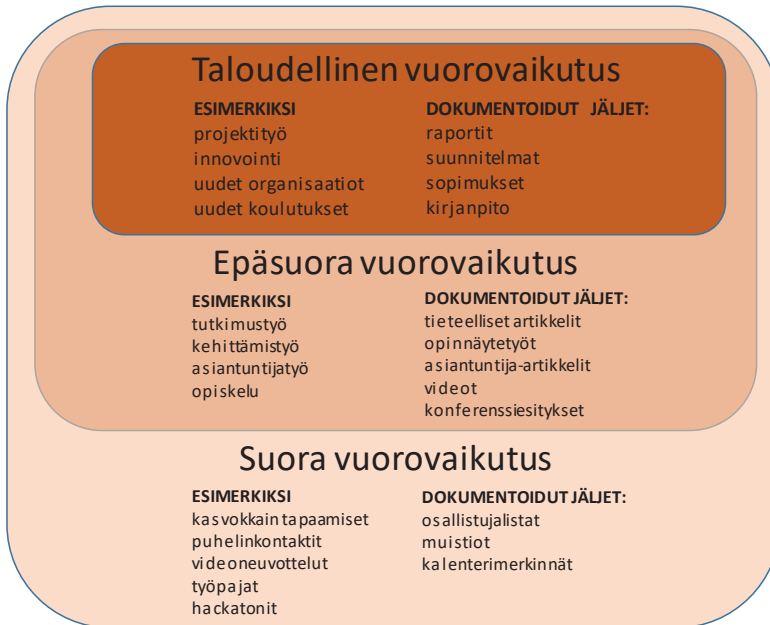 Taloudellinen vuorovaikutus
ESIMERKIKSI
projektityö
innovointi
uudet organisaatiot
uudet koulutukset
DOKUMENTOIDUT JÄLJET:
raportit
suunnitelmat
sopimukset
kirjanpito
Epäsuora vuorovaikutus
ESIMERKIKSI
tutkimustyö
kehittämistyö
asiantuntijatyö
opiskelu
DOKUMENTOIDUT JÄLJET:
tieteelliset artikkelit
opinnäytetyöt
asiantuntija-artikkelit
videot
konferenssiesitykset
Suora vuorovaikutus
ESIMERKIKSI
kasvokkain tapaamiset
puhelinkontaktit
videoneuvottelut
työpajat
hackatonit
DOKUMENTOIDUT JÄLJET:
osallistujalistat
muistiot
kalenterimerkinnät